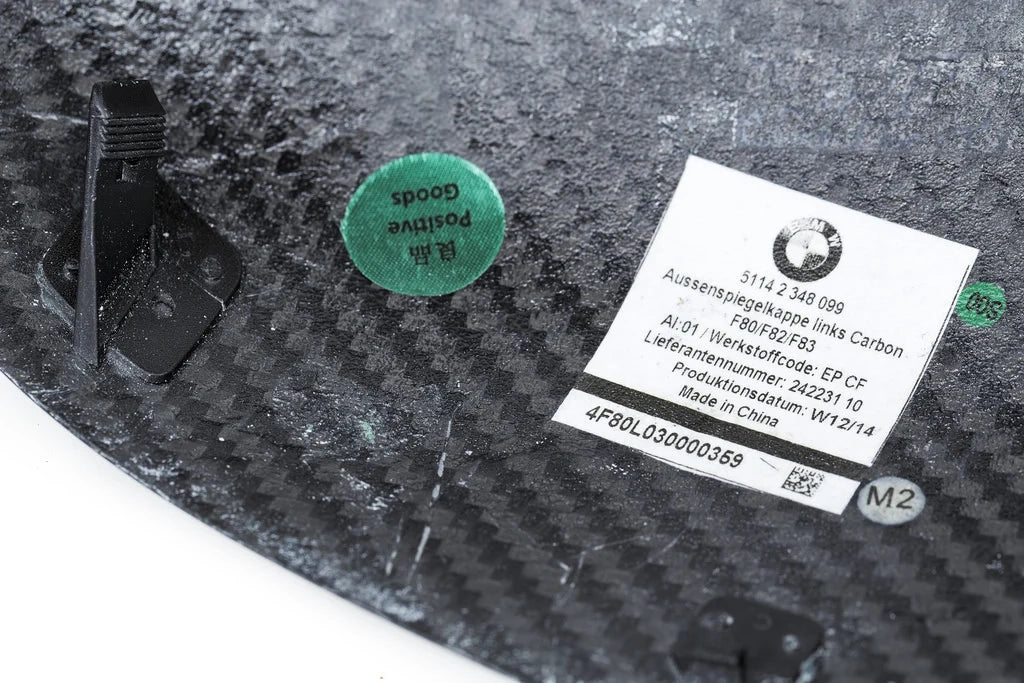 良品
Positive
Goods
BMW
5114 2 348 099
Aussenspiegelkappe links Carbon
F80/F82/F83
AI:01 / Werkstoffcode: EP CF
Lieferantennummer: 242231 10
Produktionsdatum: W12/14
Made in China
4F80L030000359
M2